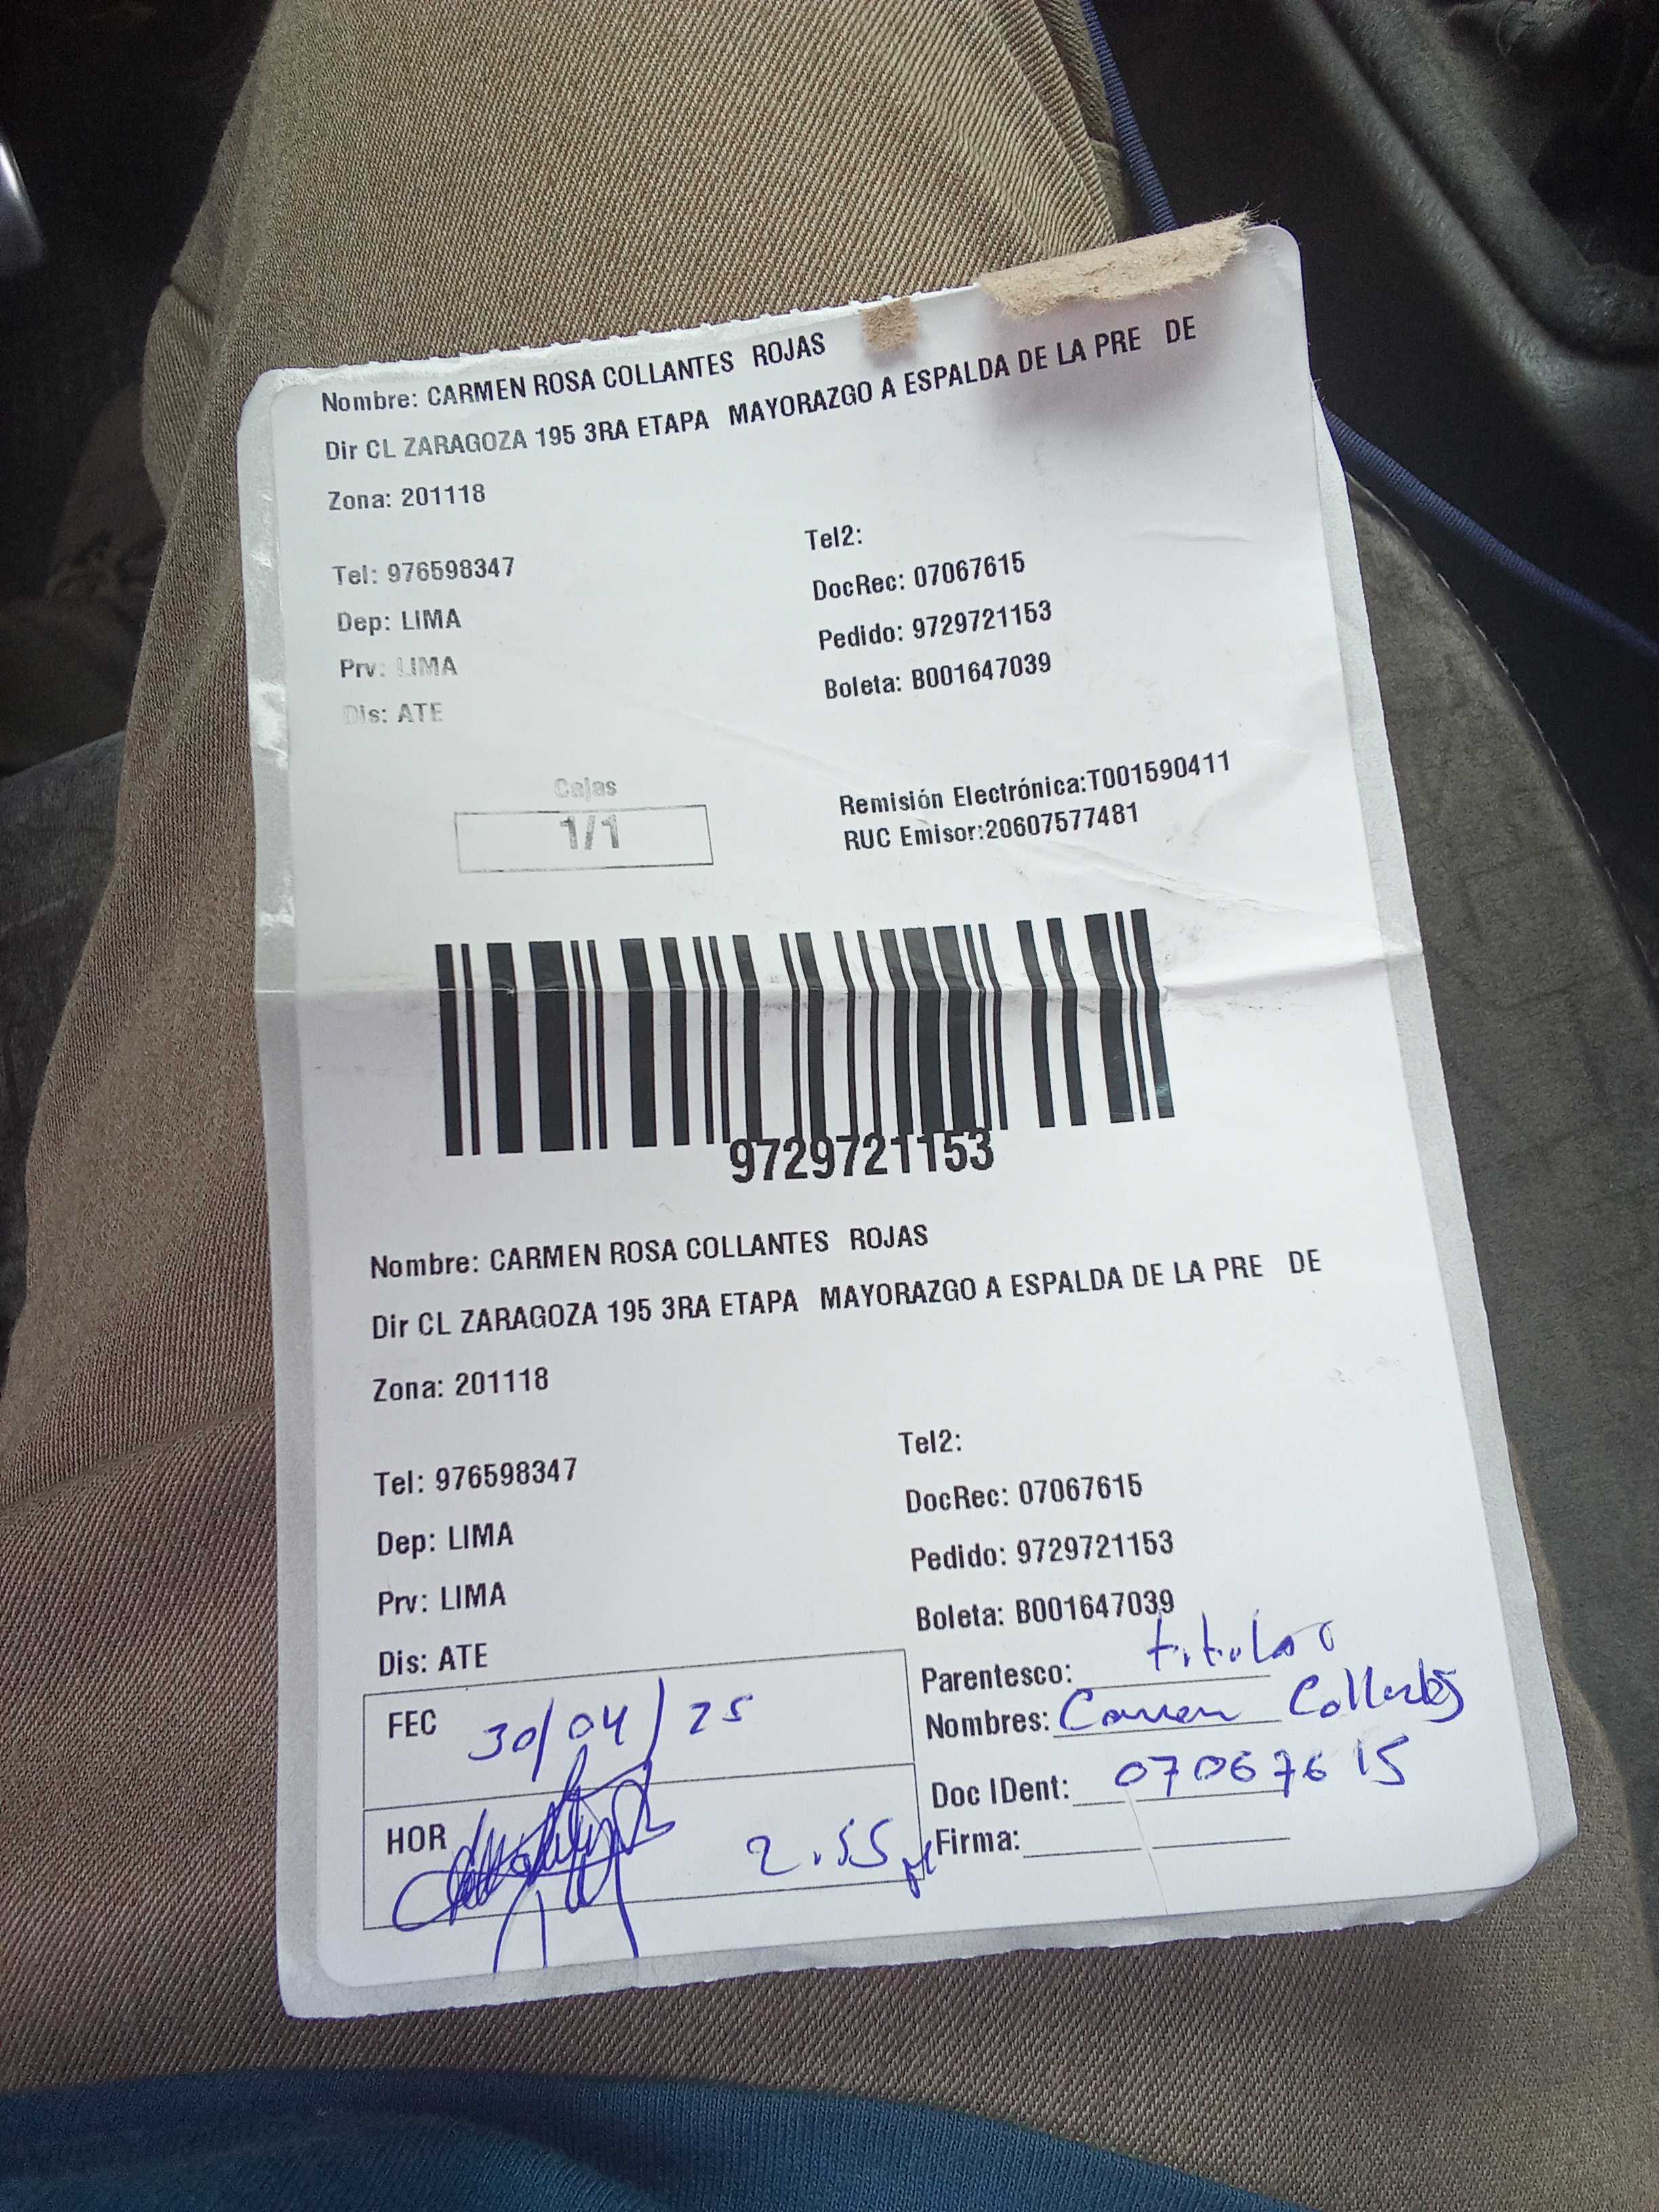 Nombre: CARMEN ROSA COLLANTES ROJAS
Dir CL ZARAGOZA 195 3RA ETAPA MAYORAZGO A ESPALDA DE LA PRE DE
Zona: 201118
Tel2:
Tel: 976598347
DocRec: 07067615
Dep: LIMA
Pedido: 9729721153
Prv: LIMA
Boleta: B001647039
Dis: ATE
Cajas
1/1
Remisión Electrónica:T001590411
RUC Emisor:20607577481
9729721153
Nombre: CARMEN ROSA COLLANTES ROJAS
Dir CL ZARAGOZA 195 3RA ETAPA MAYORAZGO A ESPALDA DE LA PRE DE
Zona: 201118
Tel2:
Tel: 976598347
DocRec: 07067615
Dep: LIMA
Pedido: 9729721153
Prv: LIMA
Boleta: B001647039
Dis: ATE
Parentesco: titular
FEC 30/04/25
Nombres: Carmen Collantes
Doc IDent: 07067615
HOR 2.55
Firma: